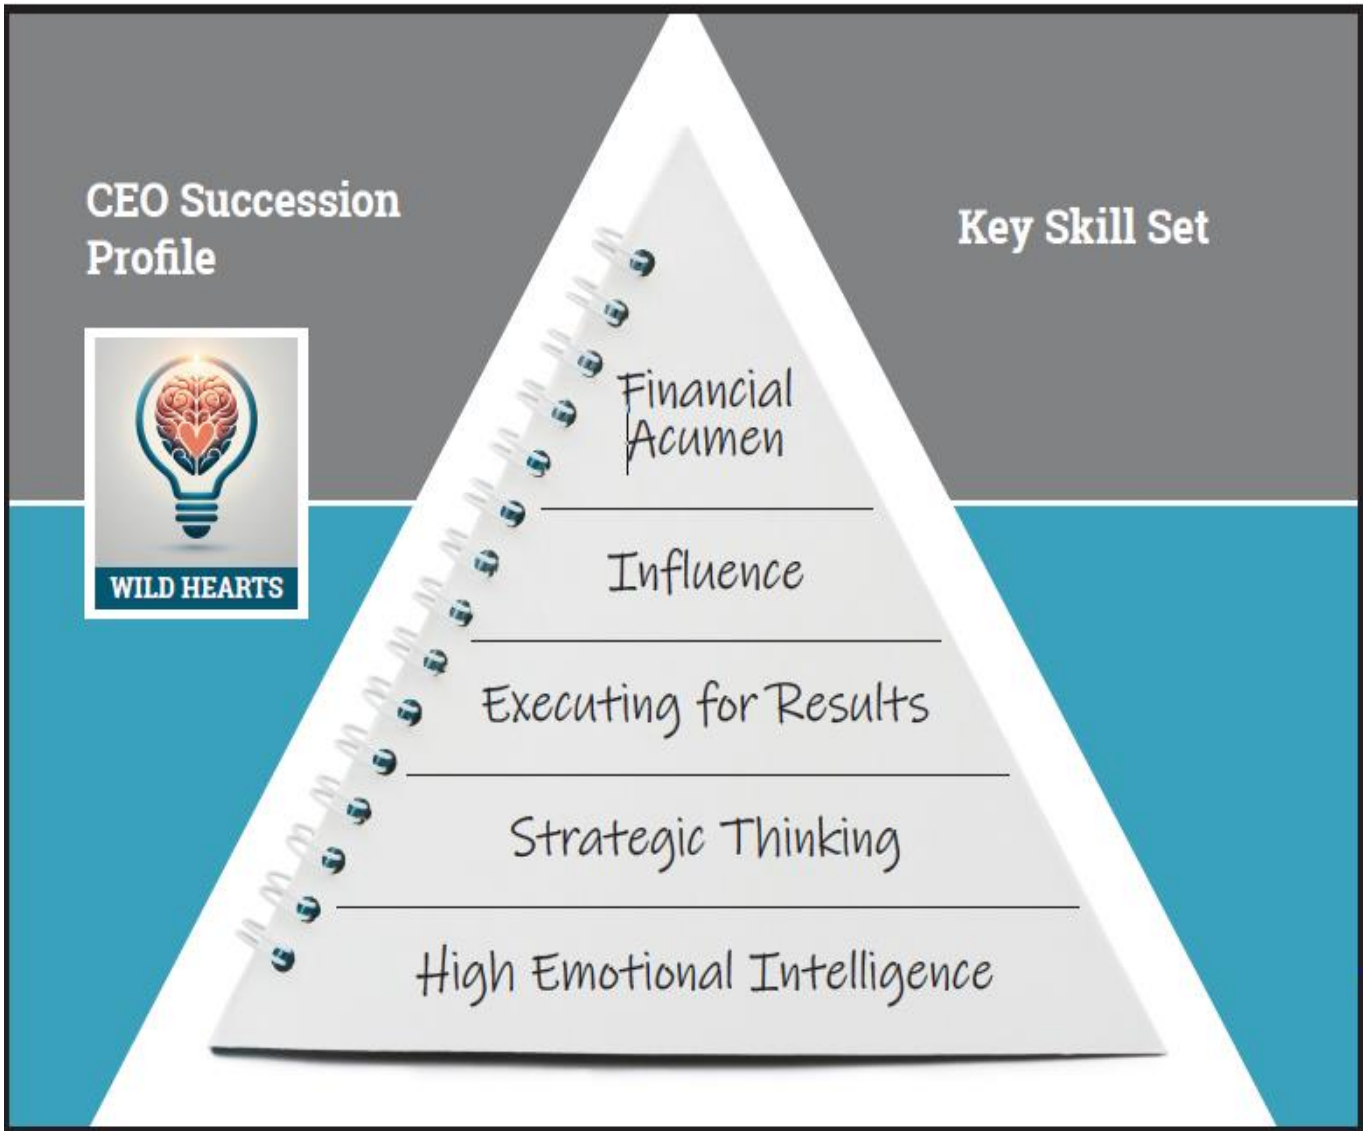 CEO Succession
Profile
Key Skill Set
WILD HEARTS
Financial
Acumen
Influence
Executing for Results
Strategic Thinking
High Emotional Intelligence